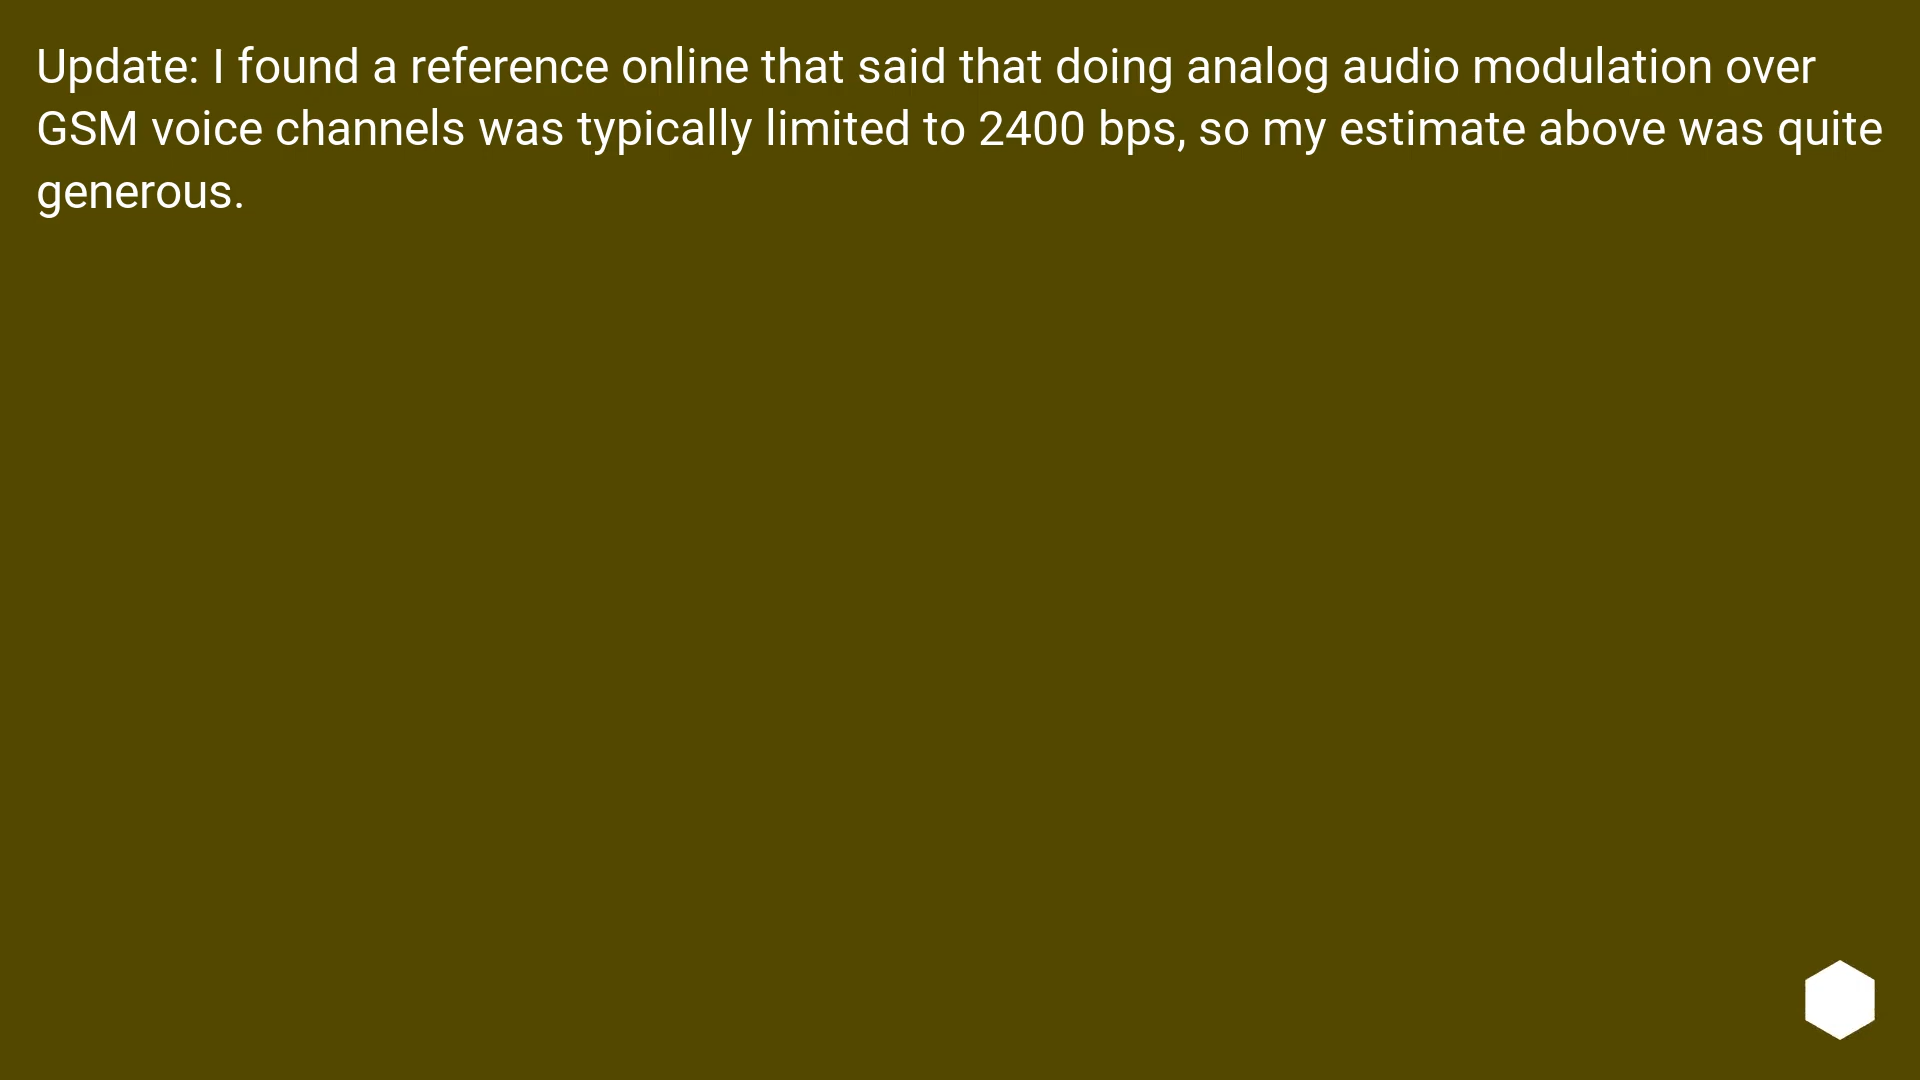 Update: I found a reference online that said that doing analog audio modulation over
GSM voice channels was typically limited to 2400 bps, so my estimate above was quite
generous.